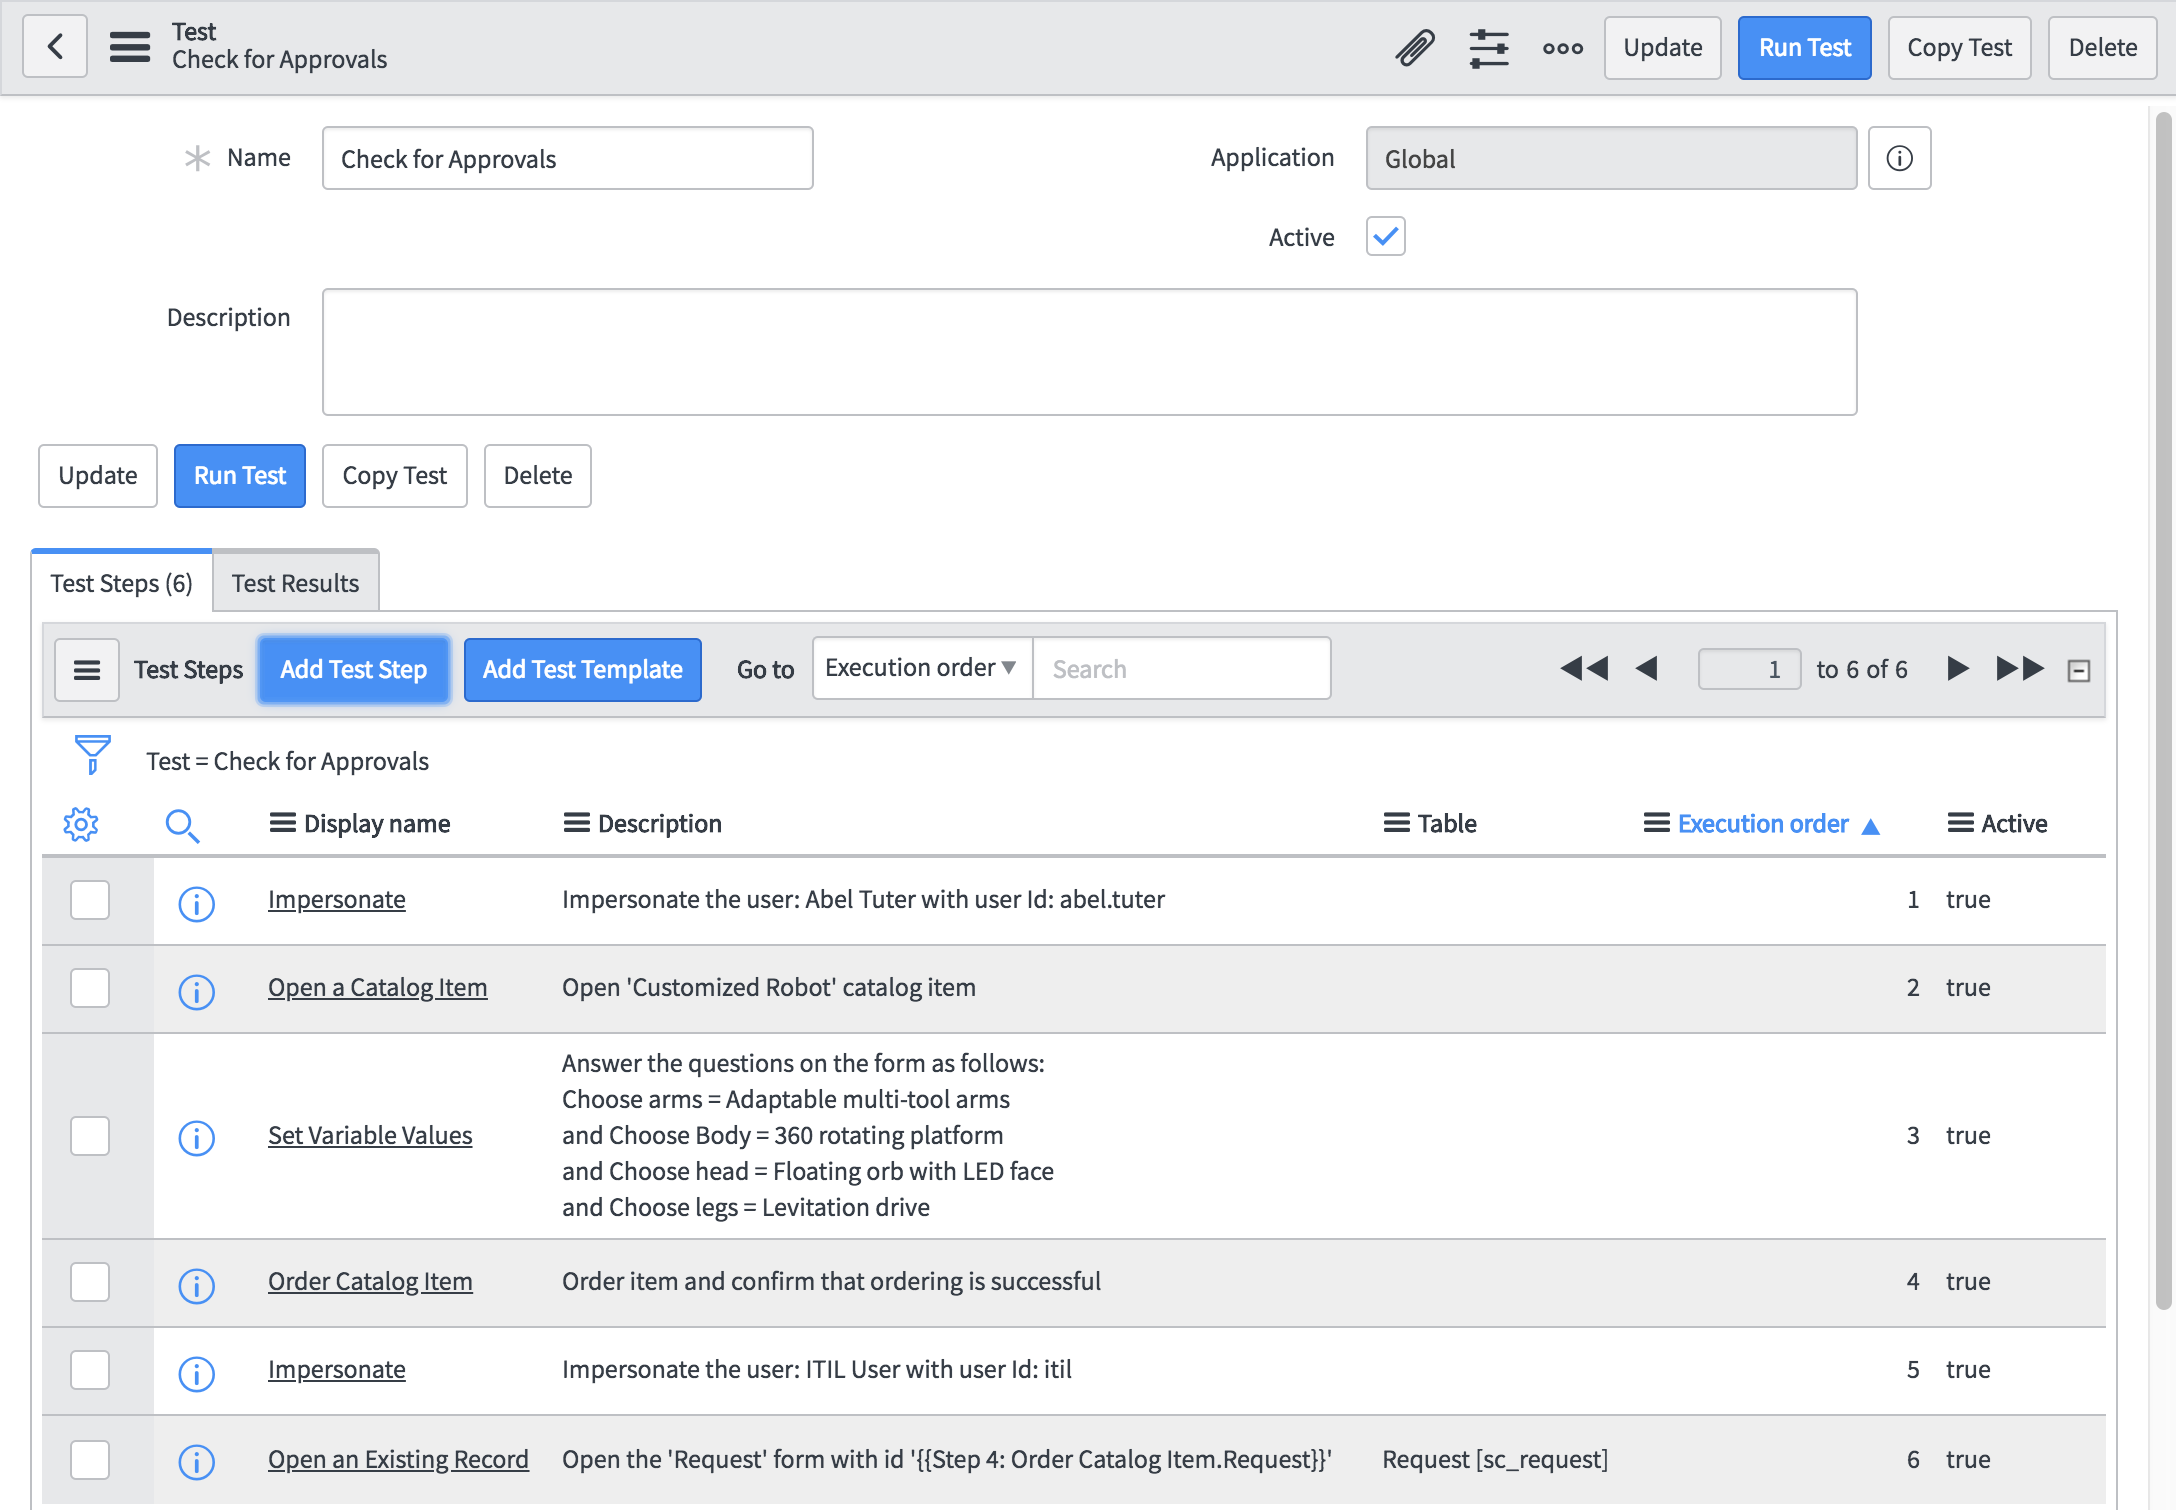 Test
Check for Approvals
Update
Run Test
Copy Test
Delete
Name
Check for Approvals
Application
Global
Active
Description
Update
Run Test
Copy Test
Delete
Test Steps (6)
Test Results
Test Steps
Add Test Step
Add Test Template
Go to
Execution order
Search
1
to 6 of 6
Test = Check for Approvals
Display name
Description
Table
Execution order
Active
Impersonate
Impersonate the user: Abel Tuter with user Id: abel.tuter
1
true
Open a Catalog Item
Open 'Customized Robot' catalog item
2
true
Set Variable Values
Answer the questions on the form as follows:
Choose arms = Adaptable multi-tool arms
and Choose Body = 360 rotating platform
and Choose head = Floating orb with LED face
and Choose legs = Levitation drive
3
true
Order Catalog Item
Order item and confirm that ordering is successful
4
true
Impersonate
Impersonate the user: ITIL User with user Id: itil
5
true
Open an Existing Record
Open the 'Request' form with id '{{Step 4: Order Catalog Item.Request}}'
Request [sc_request]
6
true